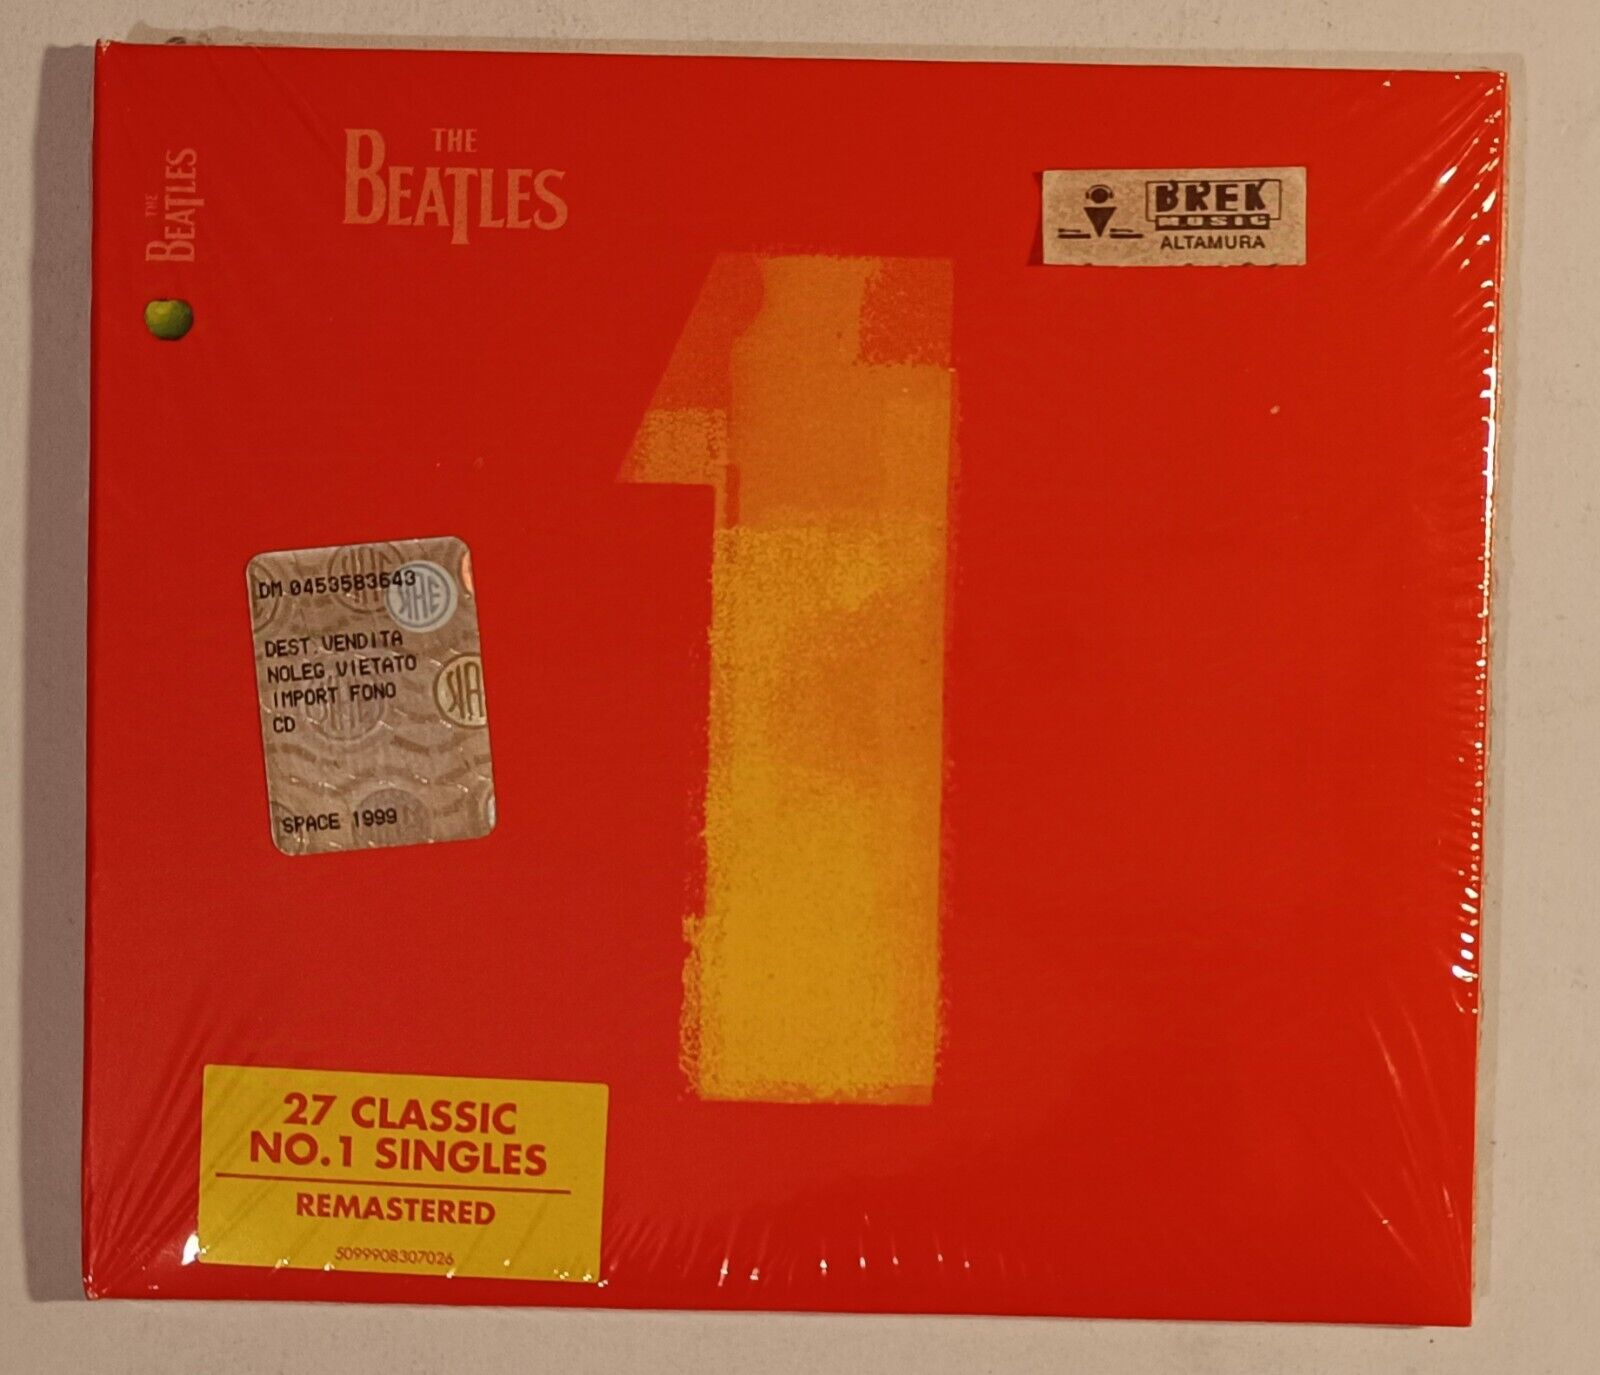 THE
BEATLES
THE
BEATLES
BREK
MUSIC
ALTAMURA
1
DM 0453583643
DEST.VENDITA
NOLEG.VIETATO
IMPORT FONO
CD
SPACE 1999
27 CLASSIC
NO.1 SINGLES
REMASTERED
5099908307026